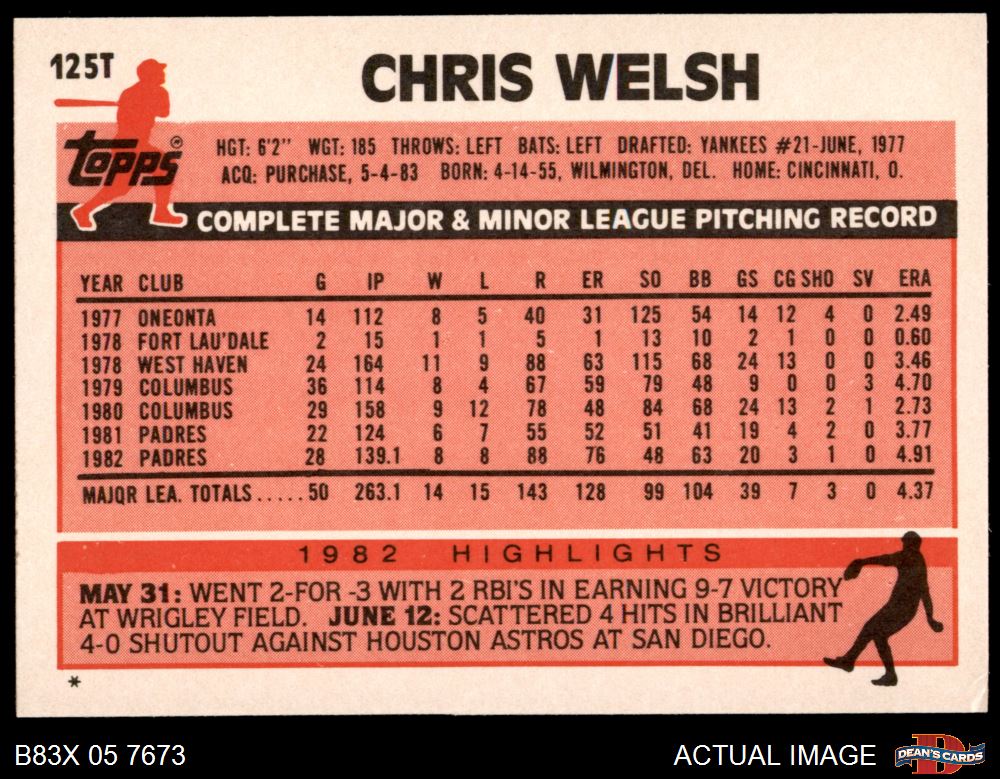 125T
CHRIS WELSH
topps®
HGT: 6'2" WGT: 185 THROWS: LEFT BATS: LEFT DRAFTED: YANKEES #21-JUNE, 1977
ACQ: PURCHASE, 5-4-83 BORN: 4-14-55, WILMINGTON, DEL. HOME: CINCINNATI, O.
COMPLETE MAJOR & MINOR LEAGUE PITCHING RECORD
YEAR CLUB G IP W L R ER SO BB GS CG SHO SV ERA
1977 ONEONTA 14 112 8 5 40 31 125 54 14 12 4 0 2.49
1978 FORT LAU'DALE 2 15 1 1 5 1 13 10 2 1 0 0 0.60
1978 WEST HAVEN 24 164 11 9 88 63 115 68 24 13 0 0 3.46
1979 COLUMBUS 36 114 8 4 67 59 79 48 9 0 0 3 4.70
1980 COLUMBUS 29 158 9 12 78 48 84 68 24 13 2 1 2.73
1981 PADRES 22 124 6 7 55 52 51 41 19 4 2 0 3.77
1982 PADRES 28 139.1 8 8 88 76 48 63 20 3 1 0 4.91
MAJOR LEA. TOTALS.....50 263.1 14 15 143 128 99 104 39 7 3 0 4.37
1982 HIGHLIGHTS
MAY 31: WENT 2-FOR -3 WITH 2 RBI'S IN EARNING 9-7 VICTORY
AT WRIGLEY FIELD. JUNE 12: SCATTERED 4 HITS IN BRILLIANT
4-0 SHUTOUT AGAINST HOUSTON ASTROS AT SAN DIEGO.
*
B83X 05 7673
ACTUAL IMAGE
D
DEAN'S CARDS